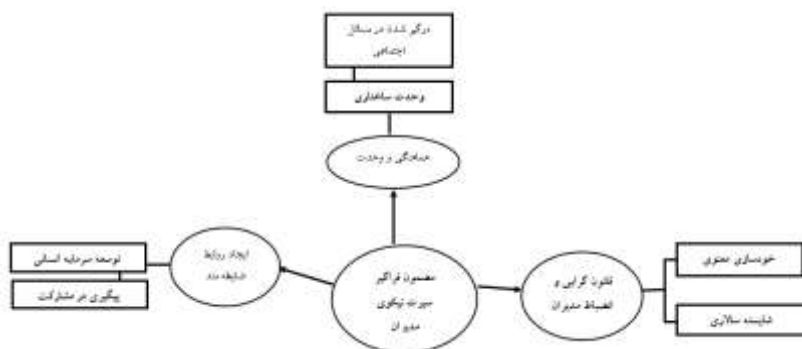 درگیر شدن در مسائل
اجتماعی
وحدت ساختاری
هماهنگی و وحدت
ایجاد روابط
ضابطه مند
توسعه سرمایه انسانی
پیگیری در مشارکت
مضمون فراگیر
سیرت نیکوی
مدیران
قانون گرایی و
انضباط مدیران
خودسازی معنوی
شایسته سالاری